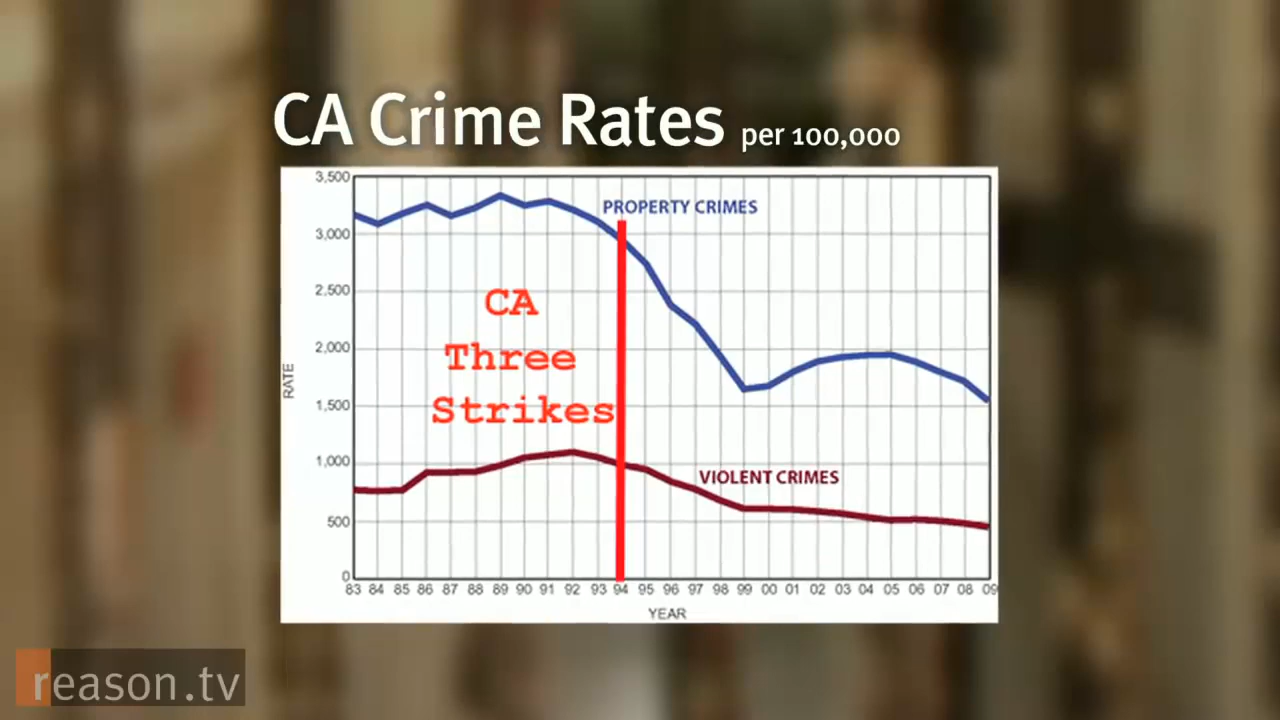 CA Crime Rates per 100,000
3,500
PROPERTY CRIMES
3,000
2,500
CA
Three
Strikes
2,000
RATE
1,500
1,000
VIOLENT CRIMES
500
0
83 84 85 86 87 88 89 90 91 92 93 94 95 96 97 98 99 00 01 02 03 04 05 06 07 08 09
YEAR
reason.tv